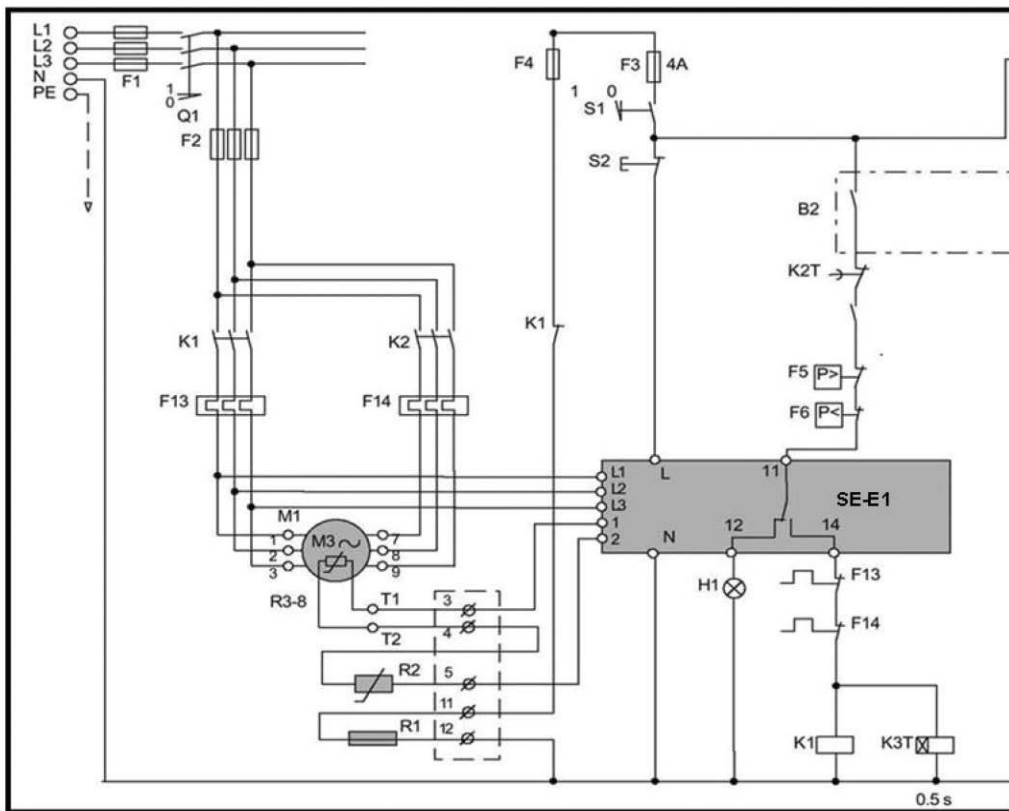 L1
L2
L3
N
PE
F1
1
0
Q1
F2
F4
F3 4A
1 0
S1
S2
B2
K2T
K1
K2
K1
F5 P>
F6 P<
F13
F14
L1 L 11
L2 SE-E1
L3
1
2 N 12 14
M1
1 M3 7
2 8
3 9
R3-8
T1 3
T2 4
H1
F13
F14
R2 5
11
R1 12
K1
K3T
0.5 s